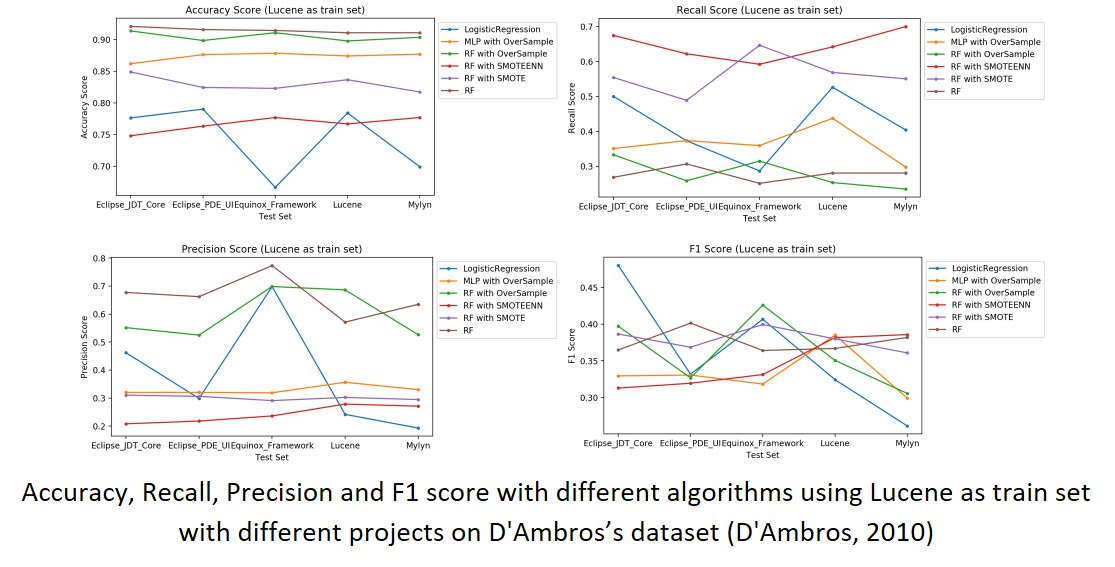 Accuracy Score (Lucene as train set)
Accuracy Score
0.90
0.85
0.80
0.75
0.70
Eclipse_JDT_Core Eclipse_PDE_UI Equinox_Framework Lucene Mylyn
Test Set
LogisticRegression
MLP with OverSample
RF with OverSample
RF with SMOTEENN
RF with SMOTE
RF
Recall Score (Lucene as train set)
Recall Score
0.7
0.6
0.5
0.4
0.3
Eclipse_JDT_Core Eclipse_PDE_UI Equinox_Framework Lucene Mylyn
Test Set
LogisticRegression
MLP with OverSample
RF with OverSample
RF with SMOTEENN
RF with SMOTE
RF
Precision Score (Lucene as train set)
Precision Score
0.8
0.7
0.6
0.5
0.4
0.3
0.2
Eclipse_JDT_Core Eclipse_PDE_UI Equinox_Framework Lucene Mylyn
Test Set
LogisticRegression
MLP with OverSample
RF with OverSample
RF with SMOTEENN
RF with SMOTE
RF
F1 Score (Lucene as train set)
F1 Score
0.45
0.40
0.35
0.30
Eclipse_JDT_Core Eclipse_PDE_UI Equinox_Framework Lucene Mylyn
Test Set
LogisticRegression
MLP with OverSample
RF with OverSample
RF with SMOTEENN
RF with SMOTE
RF
Accuracy, Recall, Precision and F1 score with different algorithms using Lucene as train set
with different projects on D'Ambros’s dataset (D'Ambros, 2010)